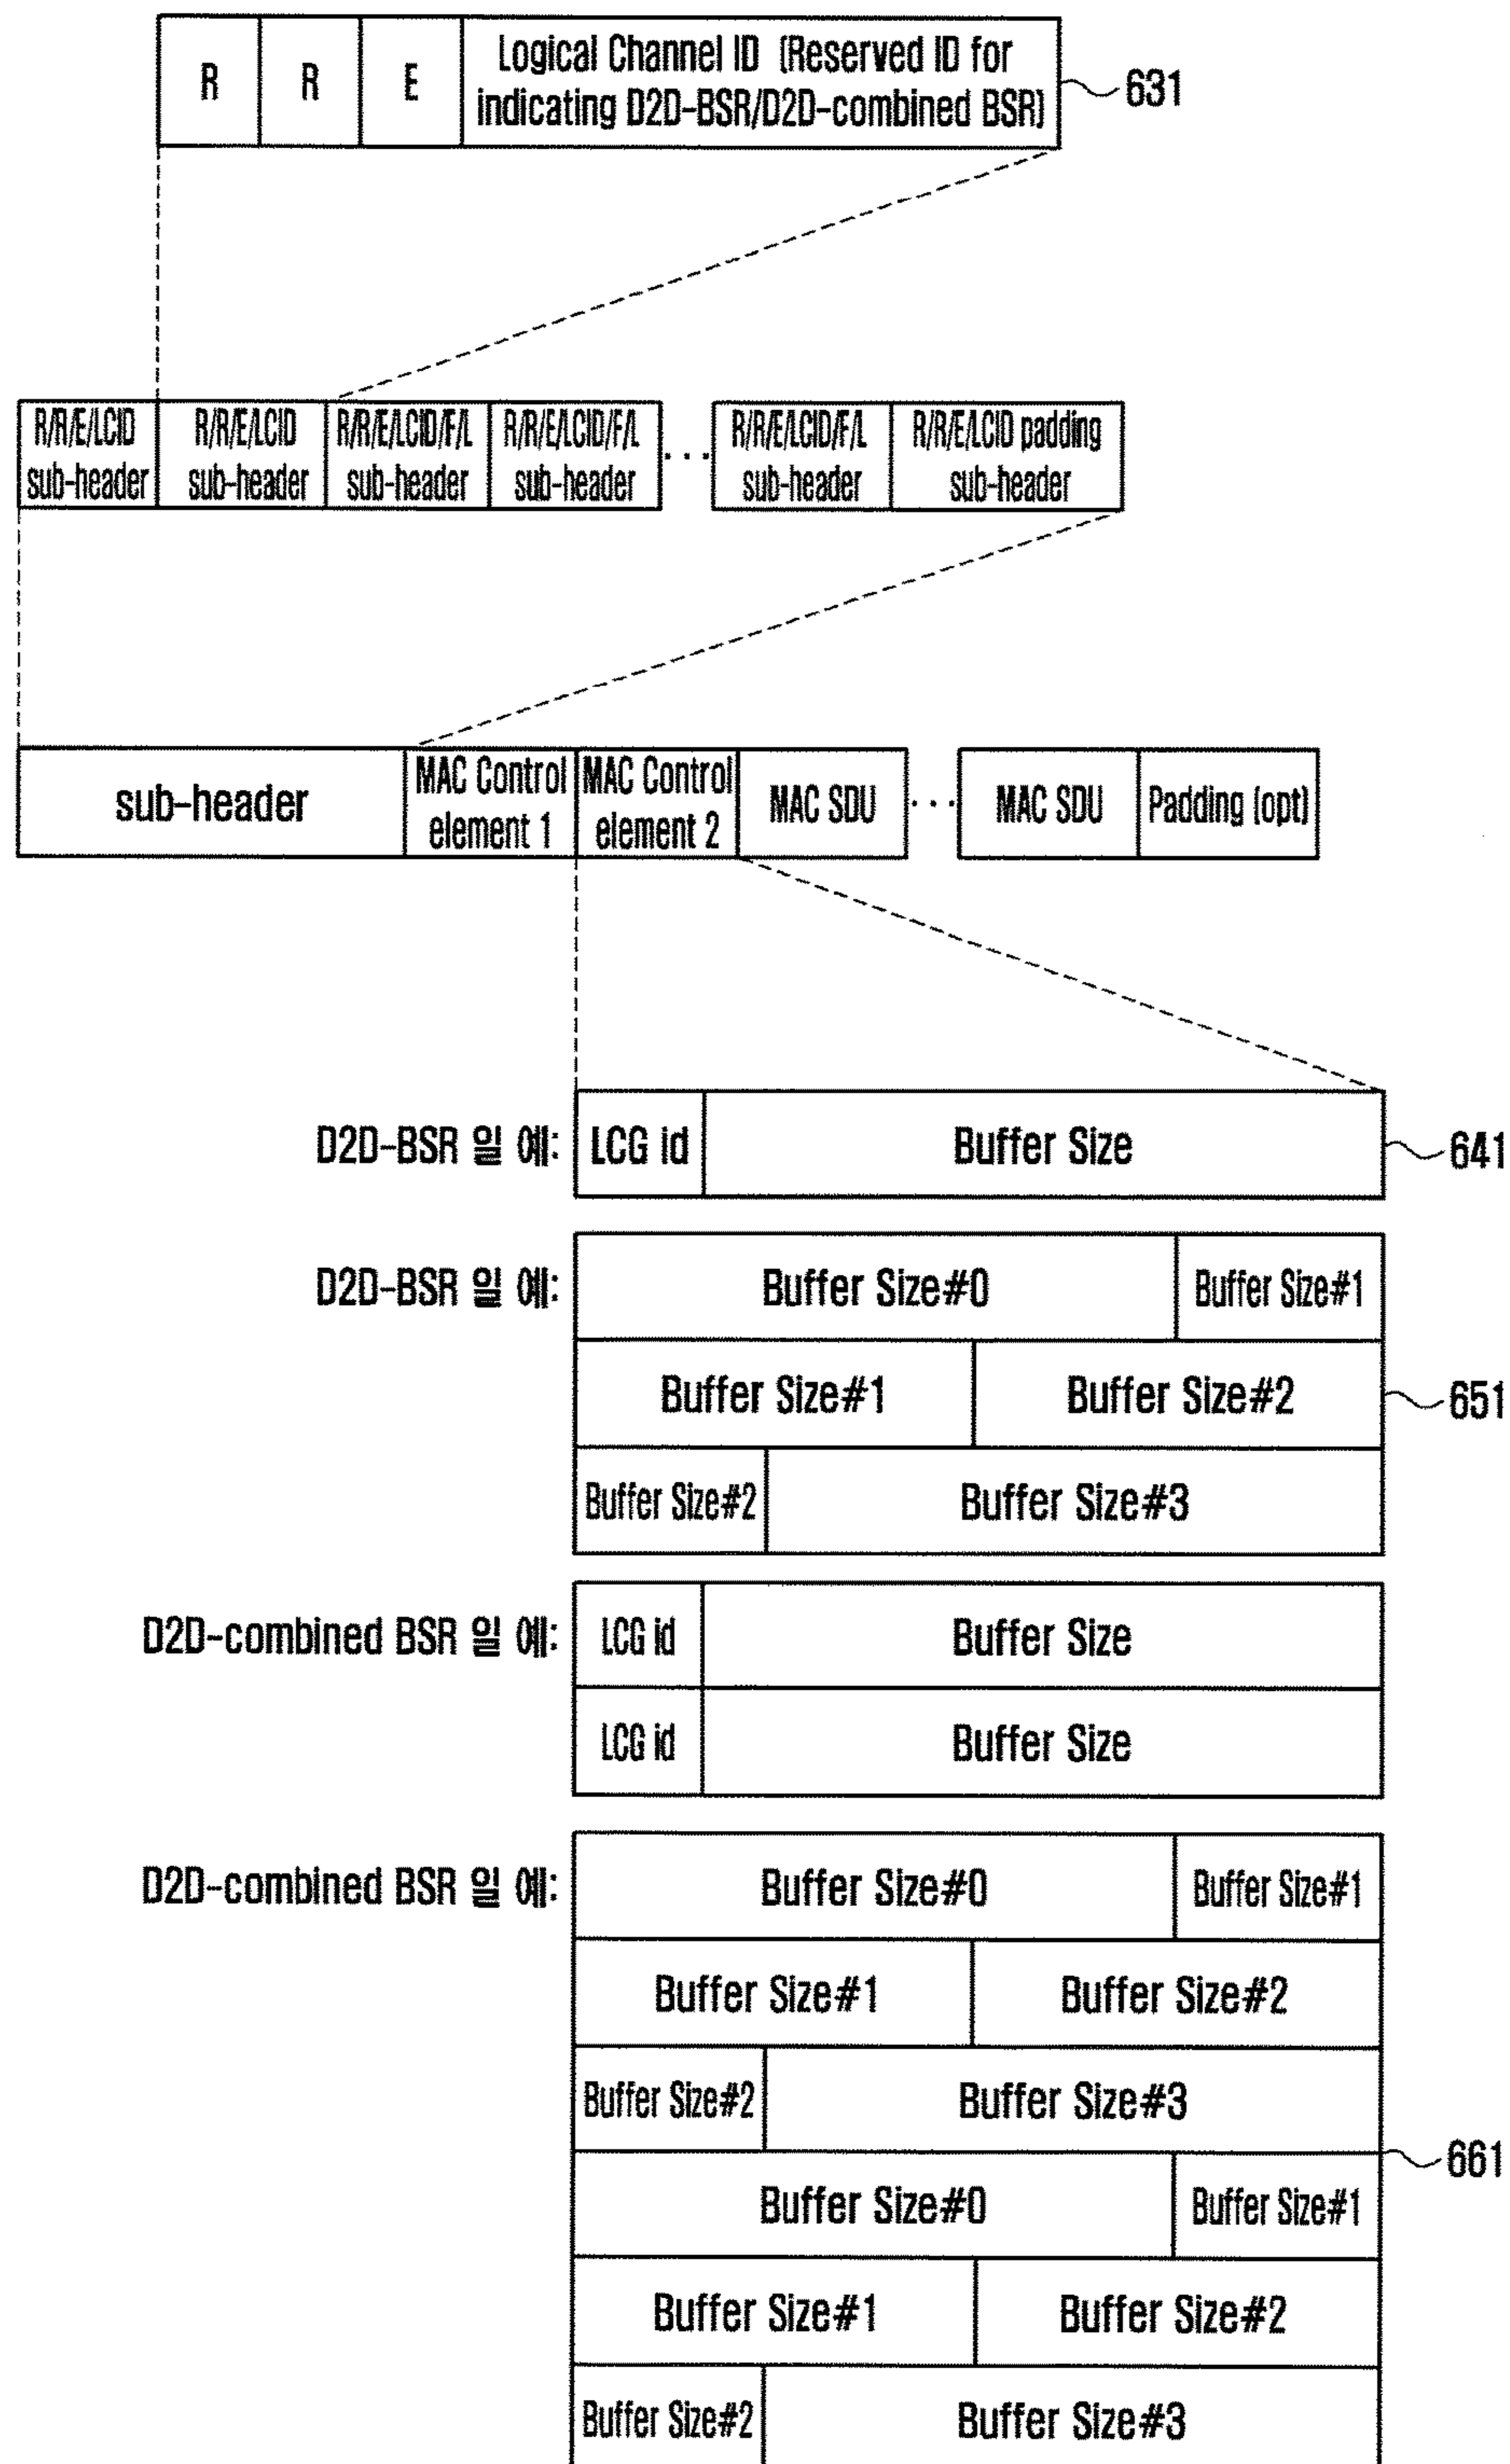 R R E Logical Channel ID (Reserved ID for
indicating D2D-BSR/D2D-combined BSR)
631
R/R/E/LCID
sub-header
R/R/E/LCID
sub-header
R/R/E/LCID/F/L
sub-header
R/R/E/LCID/F/L
sub-header
...
R/R/E/LCID/F/L
sub-header
R/R/E/LCID padding
sub-header
sub-header
MAC Control
element 1
MAC Control
element 2
MAC SDU
...
MAC SDU
Padding (opt)
D2D-BSR 일 예: LCG id Buffer Size 641
D2D-BSR 일 예: Buffer Size#0 Buffer Size#1
Buffer Size#1 Buffer Size#2 651
Buffer Size#2 Buffer Size#3
D2D-combined BSR 일 예: LCG id Buffer Size
LCG id Buffer Size
D2D-combined BSR 일 예: Buffer Size#0 Buffer Size#1
Buffer Size#1 Buffer Size#2
Buffer Size#2 Buffer Size#3
661
Buffer Size#0 Buffer Size#1
Buffer Size#1 Buffer Size#2
Buffer Size#2 Buffer Size#3